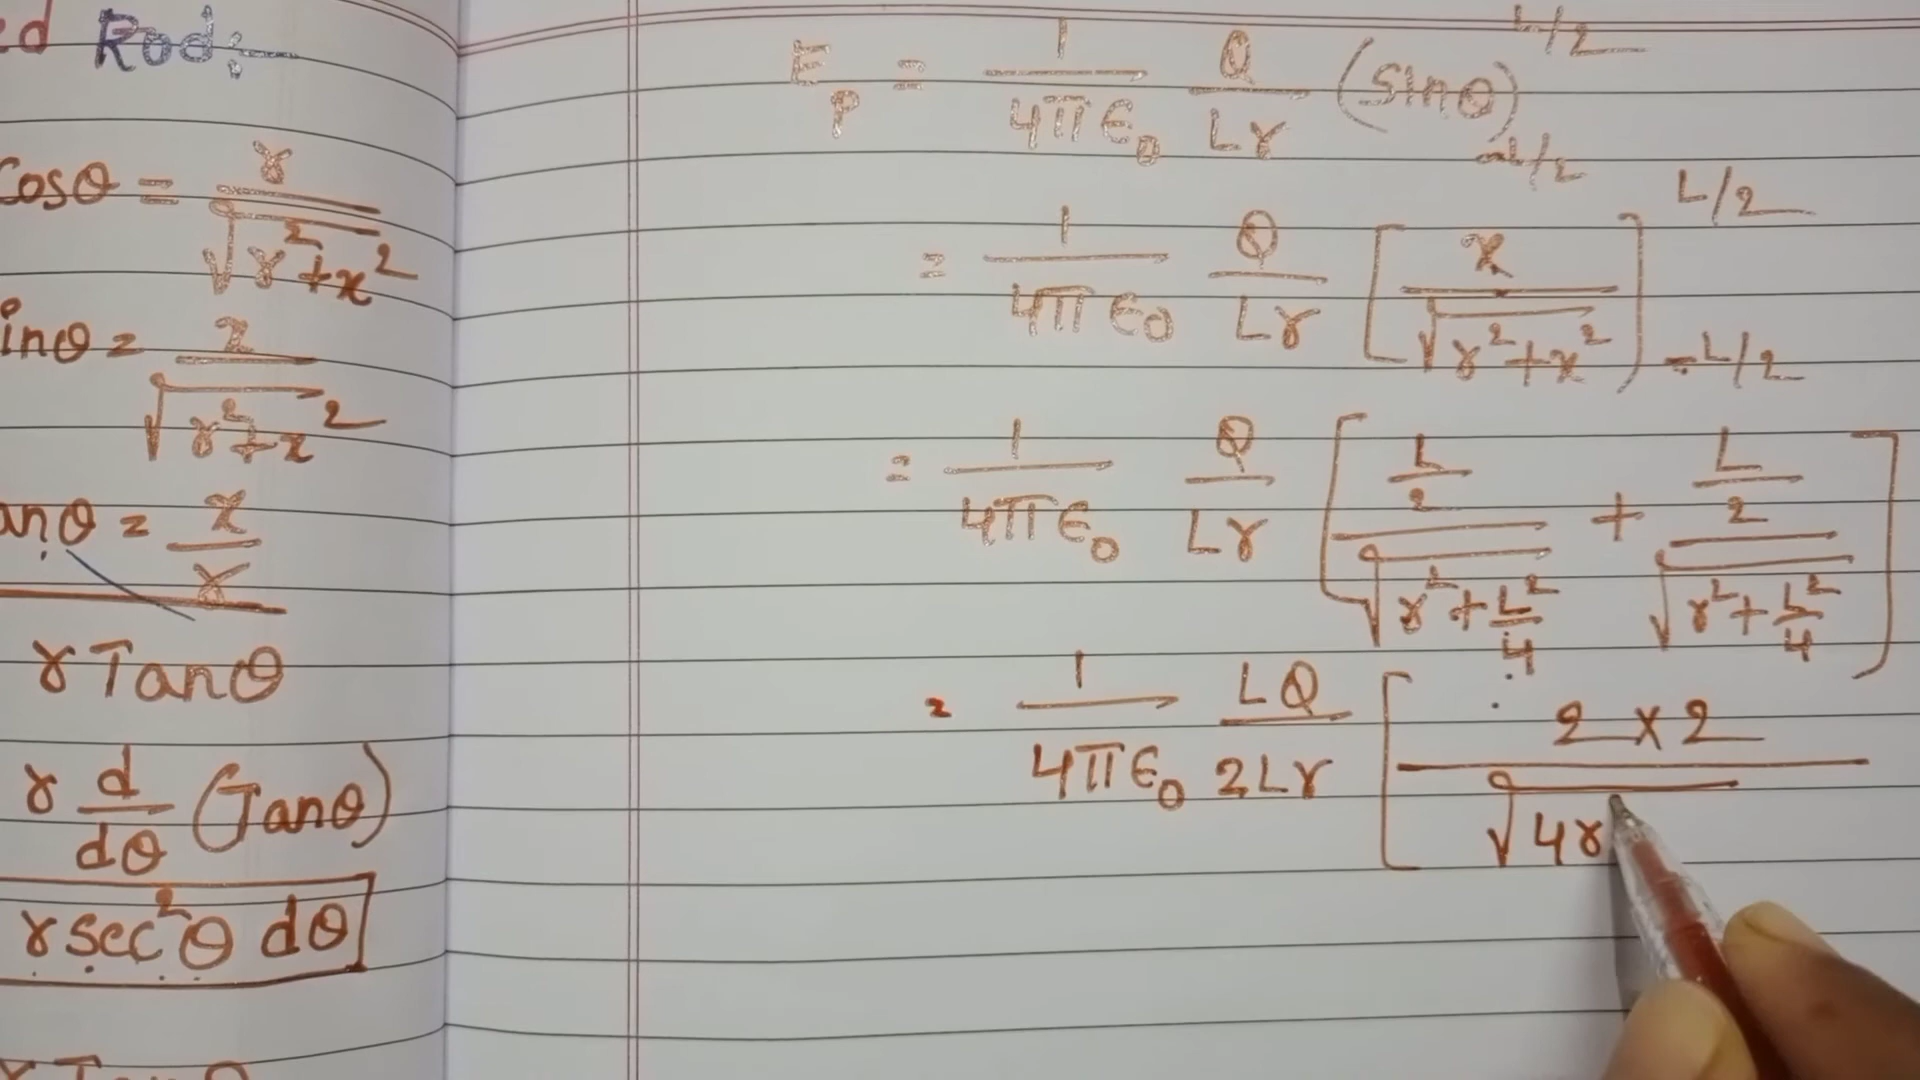 ed Rod:-
Cosθ = r/√(r²+x²)
inθ = x/√(r²+x²)
anθ = x/r
rTanθ
r d/dθ (Tanθ)
r sec²θ dθ
E_P = 1/4πϵ₀ Q/Lr (Sinθ)_{-L/2}^{L/2}
= 1/4πϵ₀ Q/Lr [x/√(r²+x²)]_{-L/2}^{L/2}
= 1/4πϵ₀ Q/Lr [(L/2)/√(r²+L²/4) + (L/2)/√(r²+L²/4)]
= 1/4πϵ₀ LQ/2Lr [2×2/√4r